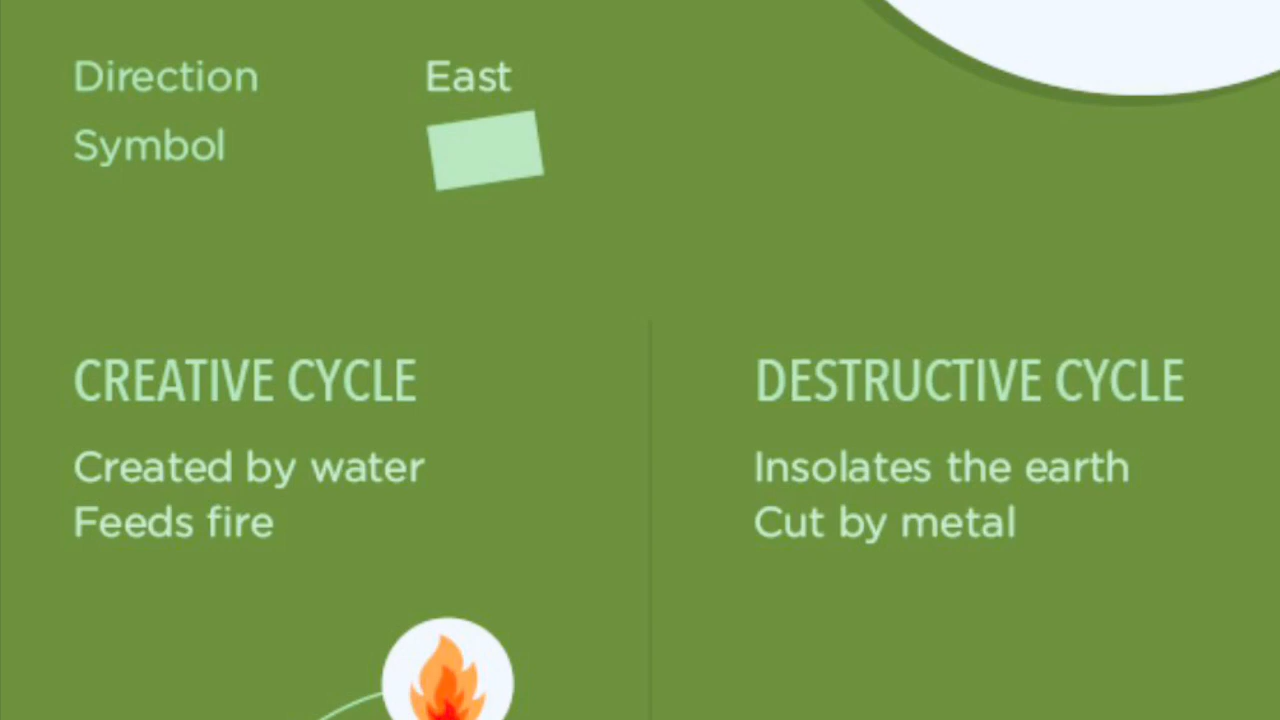 Direction East
Symbol
CREATIVE CYCLE
Created by water
Feeds fire
DESTRUCTIVE CYCLE
Insolates the earth
Cut by metal